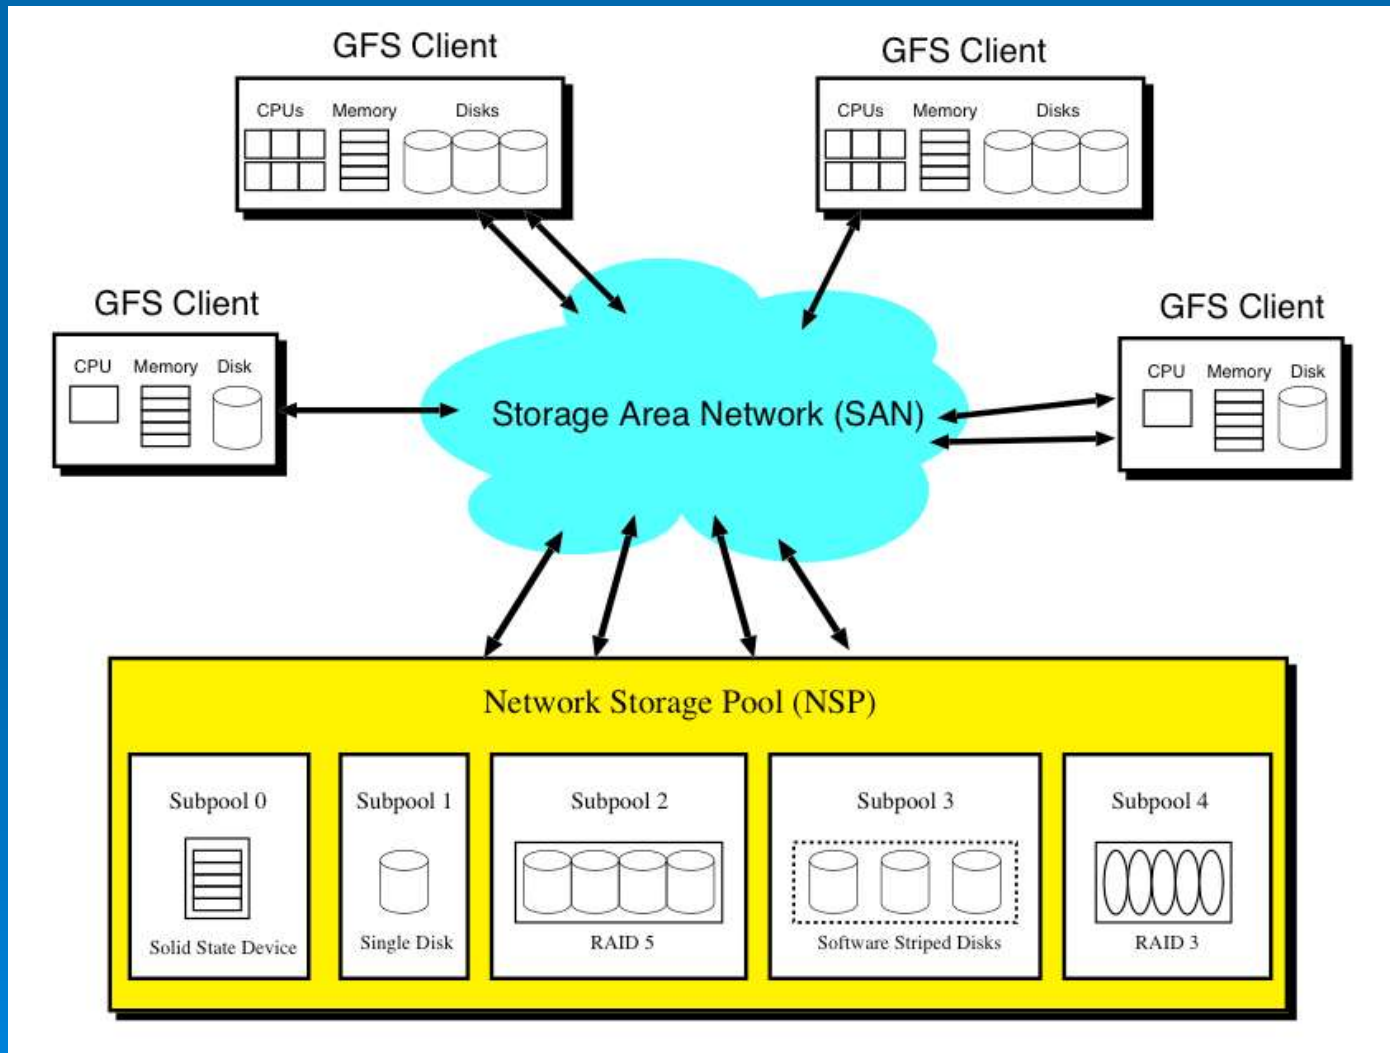 GFS Client
CPUs Memory Disks
GFS Client
CPUs Memory Disks
GFS Client
CPU Memory Disk
GFS Client
CPU Memory Disk
Storage Area Network (SAN)
Network Storage Pool (NSP)
Subpool 0
Solid State Device
Subpool 1
Single Disk
Subpool 2
RAID 5
Subpool 3
Software Striped Disks
Subpool 4
RAID 3